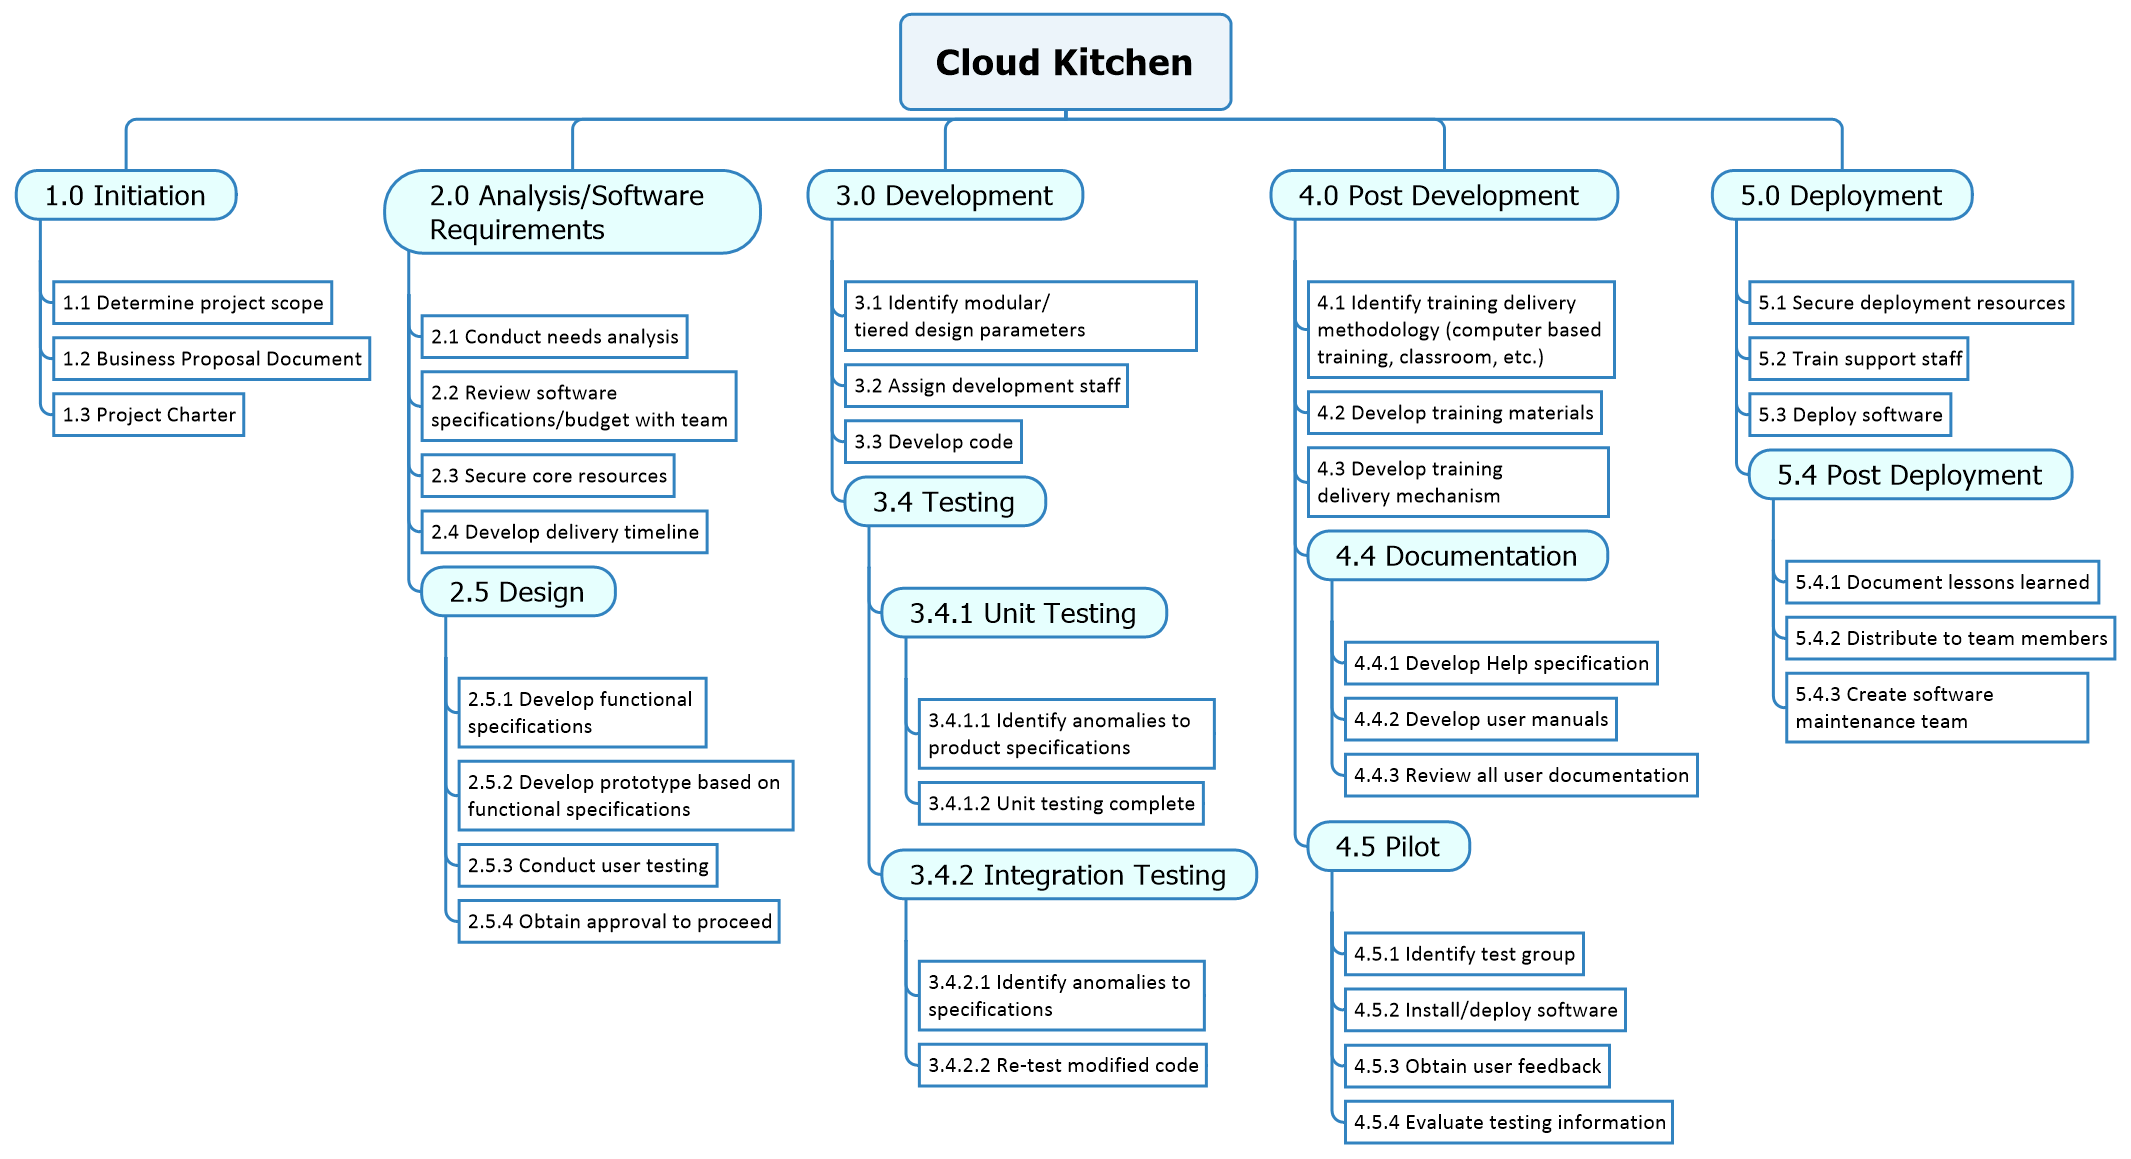 Cloud Kitchen
1.0 Initiation
1.1 Determine project scope
1.2 Business Proposal Document
1.3 Project Charter
2.0 Analysis/Software
Requirements
2.1 Conduct needs analysis
2.2 Review software
specifications/budget with team
2.3 Secure core resources
2.4 Develop delivery timeline
2.5 Design
2.5.1 Develop functional
specifications
2.5.2 Develop prototype based on
functional specifications
2.5.3 Conduct user testing
2.5.4 Obtain approval to proceed
3.0 Development
3.1 Identify modular/
tiered design parameters
3.2 Assign development staff
3.3 Develop code
3.4 Testing
3.4.1 Unit Testing
3.4.1.1 Identify anomalies to
product specifications
3.4.1.2 Unit testing complete
3.4.2 Integration Testing
3.4.2.1 Identify anomalies to
specifications
3.4.2.2 Re-test modified code
4.0 Post Development
4.1 Identify training delivery
methodology (computer based
training, classroom, etc.)
4.2 Develop training materials
4.3 Develop training
delivery mechanism
4.4 Documentation
4.4.1 Develop Help specification
4.4.2 Develop user manuals
4.4.3 Review all user documentation
4.5 Pilot
4.5.1 Identify test group
4.5.2 Install/deploy software
4.5.3 Obtain user feedback
4.5.4 Evaluate testing information
5.0 Deployment
5.1 Secure deployment resources
5.2 Train support staff
5.3 Deploy software
5.4 Post Deployment
5.4.1 Document lessons learned
5.4.2 Distribute to team members
5.4.3 Create software
maintenance team